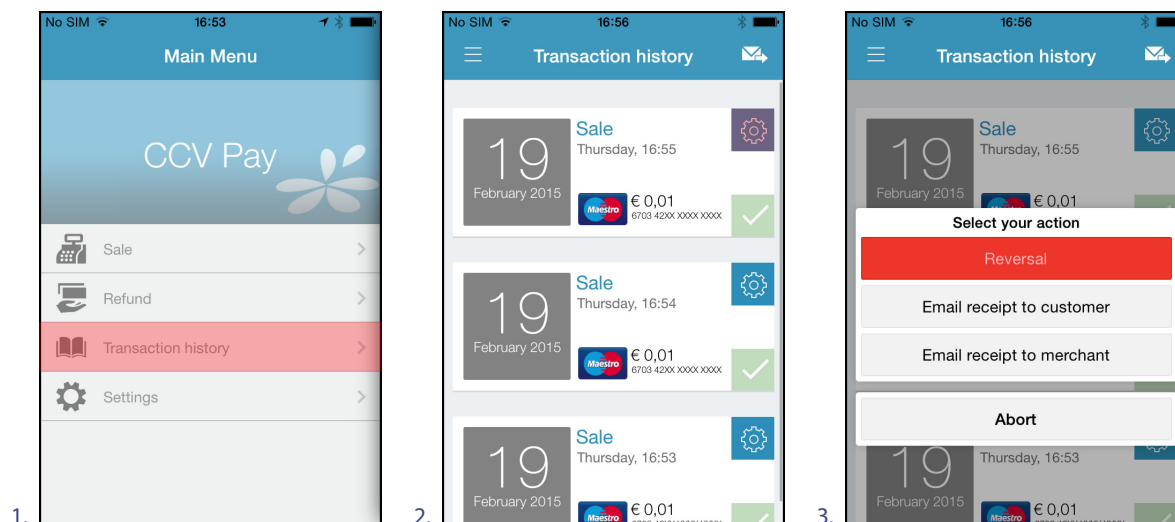 No SIM 16:53
Main Menu
CCV Pay
Sale
Refund
Transaction history
Settings
1.
No SIM 16:56
Transaction history
19
February 2015
Sale
Thursday, 16:55
Maestro
€ 0,01
6703 42XX XXXX XXXX
19
February 2015
Sale
Thursday, 16:54
Maestro
€ 0,01
6703 42XX XXXX XXXX
19
February 2015
Sale
Thursday, 16:53
Maestro
€ 0,01
2.
No SIM 16:56
Transaction history
19
February 2015
Sale
Thursday, 16:55
€ 0,01
Select your action
Reversal
Email receipt to customer
Email receipt to merchant
Abort
19
February 2015
Thursday, 16:53
Maestro
€ 0,01
3.